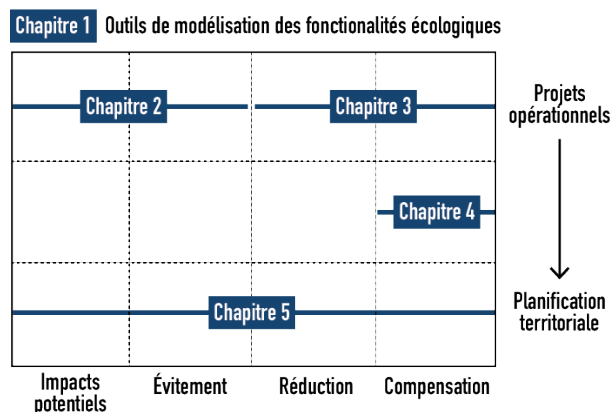 Chapitre 1 Outils de modélisation des fonctionalités écologiques
Chapitre 2
Chapitre 3
Projets
opérationnels
Chapitre 4
Chapitre 5
Planification
territoriale
Impacts
potentiels
Évitement
Réduction
Compensation